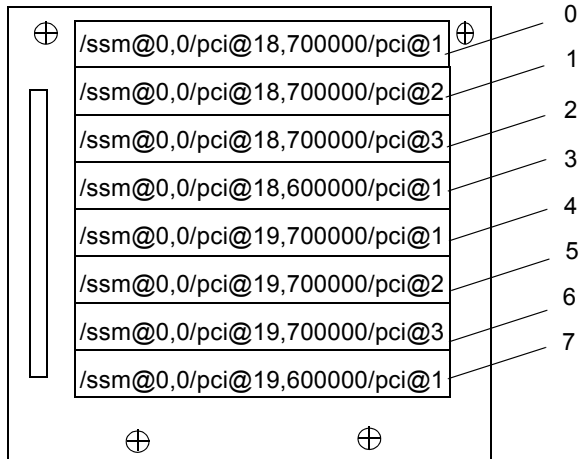 /ssm@0,0/pci@18,700000/pci@1 0
/ssm@0,0/pci@18,700000/pci@2 1
/ssm@0,0/pci@18,700000/pci@3 2
/ssm@0,0/pci@18,600000/pci@1 3
/ssm@0,0/pci@19,700000/pci@1 4
/ssm@0,0/pci@19,700000/pci@2 5
/ssm@0,0/pci@19,700000/pci@3 6
/ssm@0,0/pci@19,600000/pci@1 7